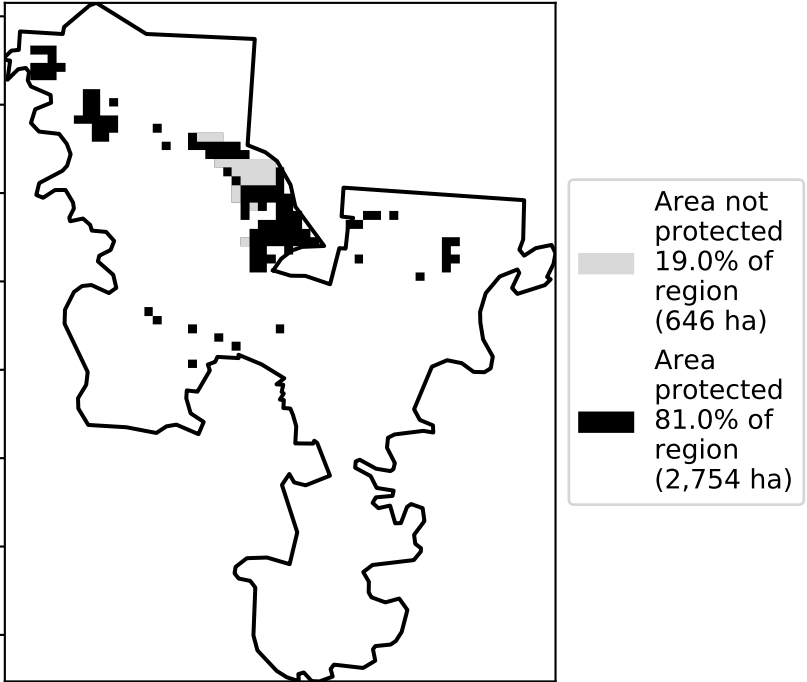 Area not
protected
19.0% of
region
(646 ha)
Area
protected
81.0% of
region
(2,754 ha)